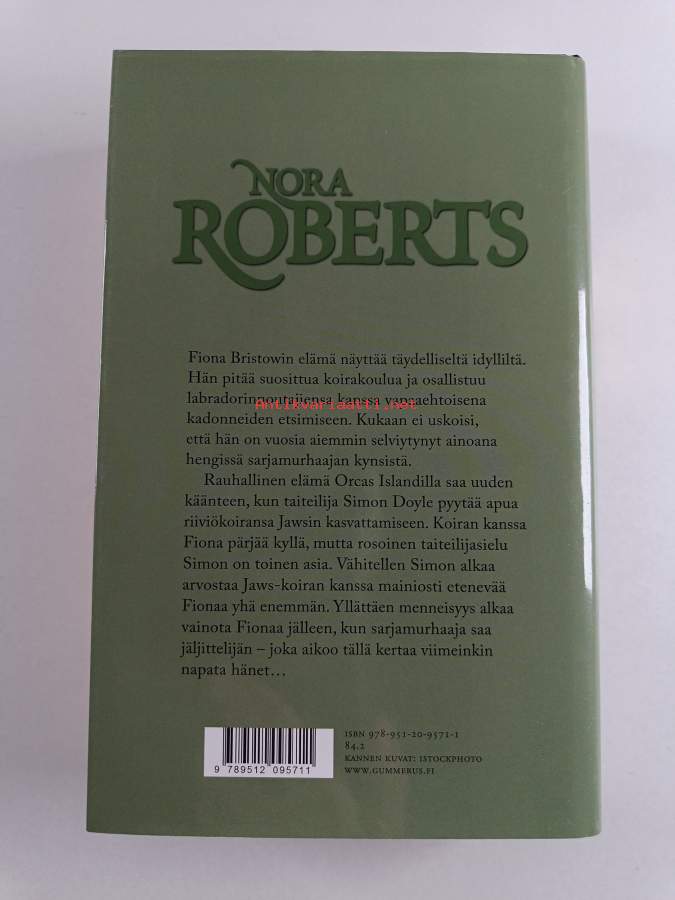 NORA
ROBERTS
Fiona Bristowin elämä näyttää täydelliseltä idylliltä.
Hän pitää suosittua koirakoulua ja osallistuu
labradorinnoutajiensa kanssa vapaaehtoisena
Antikvariaatti.net
kadonneiden etsimiseen. Kukaan ei uskoisi,
että hän on vuosia aiemmin selviytynyt ainoana
hengissä sarjamurhaajan kynsistä.
Rauhallinen elämä Orcas Islandilla saa uuden
käänteen, kun taiteilija Simon Doyle pyytää apua
riiviökoiransa Jawsin kasvattamiseen. Koiran kanssa
Fiona pärjää kyllä, mutta rosoinen taiteilijasielu
Simon on toinen asia. Vähitellen Simon alkaa
arvostaa Jaws-koiran kanssa mainiosti etenevää
Fionaa yhä enemmän. Yllättäen menneisyys alkaa
vainota Fionaa jälleen, kun sarjamurhaaja saa
jäljittelijän – joka aikoo tällä kertaa viimeinkin
napata hänet…
ISBN 978-951-20-9571-1
84.2
KANNEN KUVAT: ISTOCKPHOTO
WWW.GUMMERUS.FI
9 789512 095711